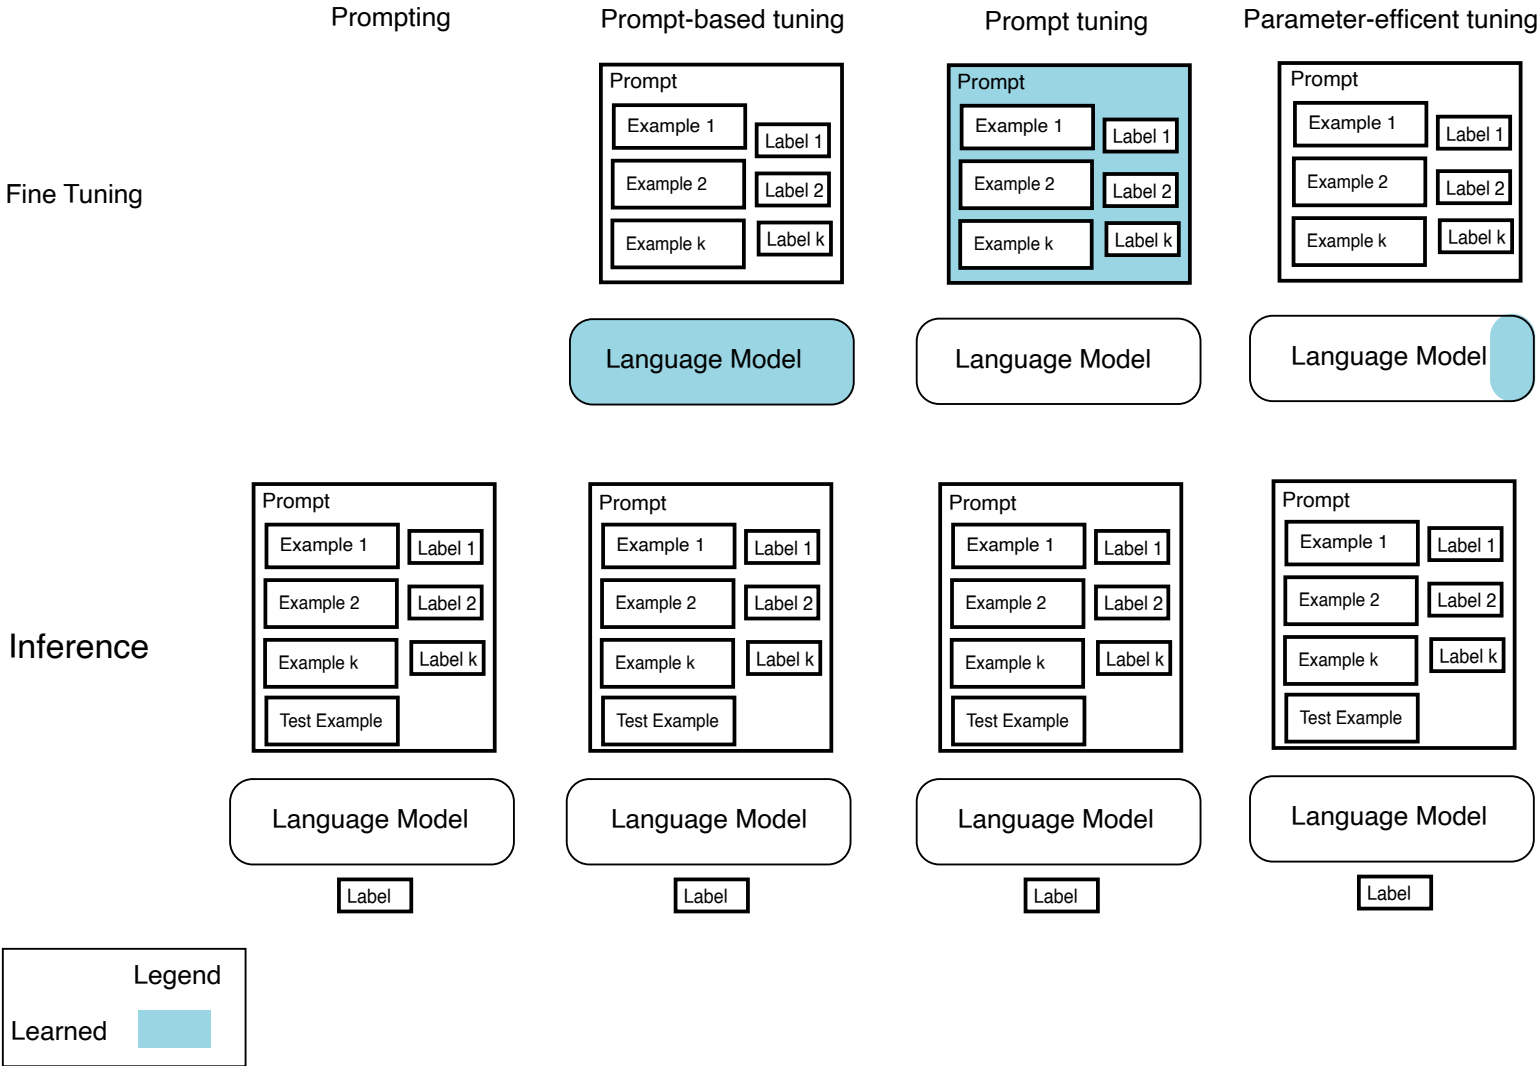 Prompting
Prompt-based tuning
Prompt tuning
Parameter-efficent tuning
Fine Tuning
Prompt
Example 1
Label 1
Example 2
Label 2
Example k
Label k
Language Model
Prompt
Example 1
Label 1
Example 2
Label 2
Example k
Label k
Language Model
Prompt
Example 1
Label 1
Example 2
Label 2
Example k
Label k
Language Model
Inference
Prompt
Example 1
Label 1
Example 2
Label 2
Example k
Label k
Test Example
Language Model
Label
Prompt
Example 1
Label 1
Example 2
Label 2
Example k
Label k
Test Example
Language Model
Label
Prompt
Example 1
Label 1
Example 2
Label 2
Example k
Label k
Test Example
Language Model
Label
Prompt
Example 1
Label 1
Example 2
Label 2
Example k
Label k
Test Example
Language Model
Label
Legend
Learned